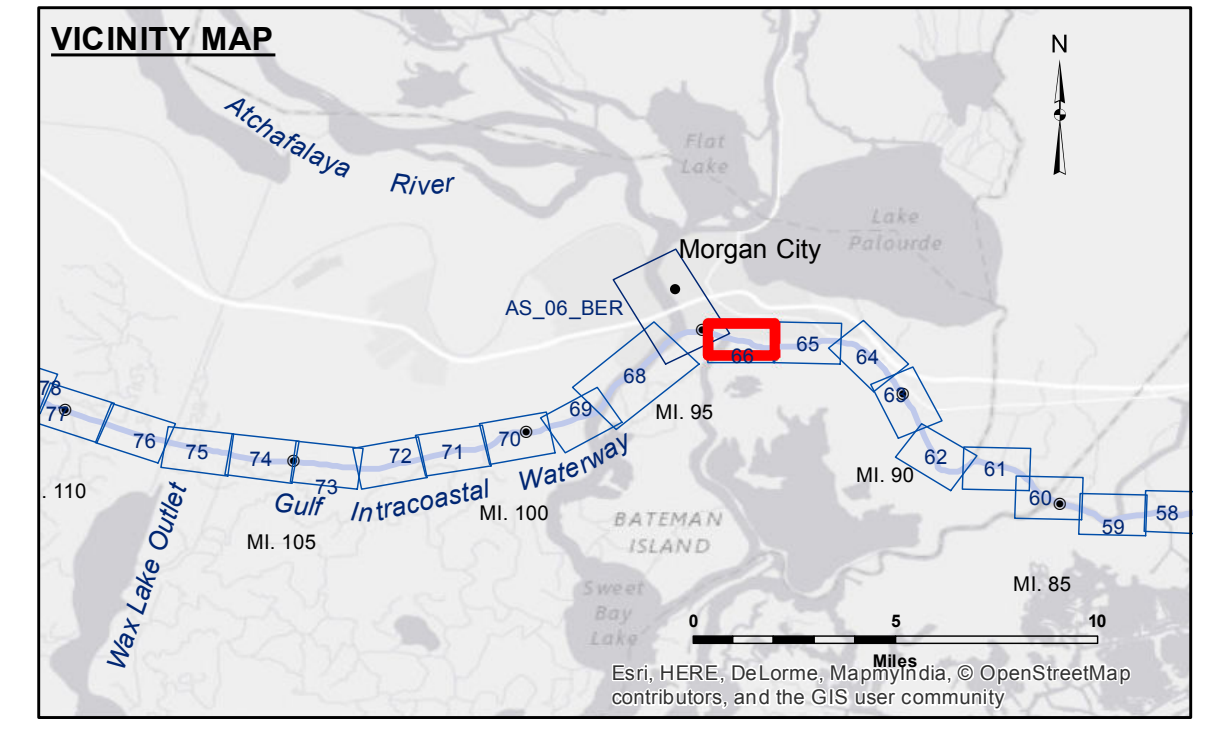 VICINITY MAP
N
Atchafalaya
River
Flat
Lake
Lake
Palourde
Morgan City
AS_06_BER
66
65
64
63
68
MI. 95
69
78
77
76
75
74
73
72
71
70
62
61
60
59
58
MI. 90
. 110
Wax Lake Outlet
Gulf Intracoastal Waterway
MI. 105
MI. 100
BATEMAN
ISLAND
Sweet
Bay
Lake
MI. 85
0 5 10
Miles
Esri, HERE, DeLorme, MapmyIndia, © OpenStreetMap
contributors, and the GIS user community